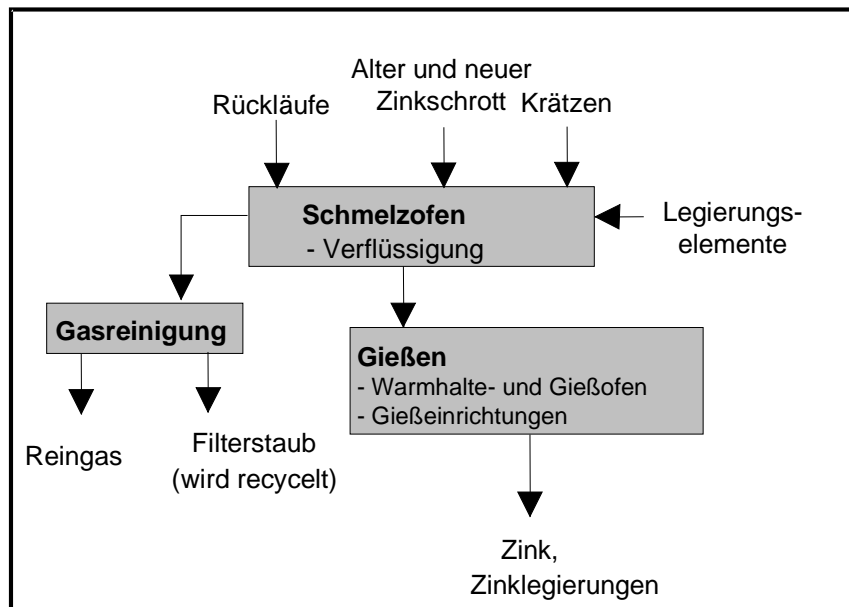 Alter und neuer
Zinkschrott
Rückläufe
Krätzen
Schmelzofen
- Verflüssigung
Legierungs-
elemente
Gasreinigung
Gießen
- Warmhalte- und Gießofen
- Gießeinrichtungen
Reingas
Filterstaub
(wird recycelt)
Zink,
Zinklegierungen